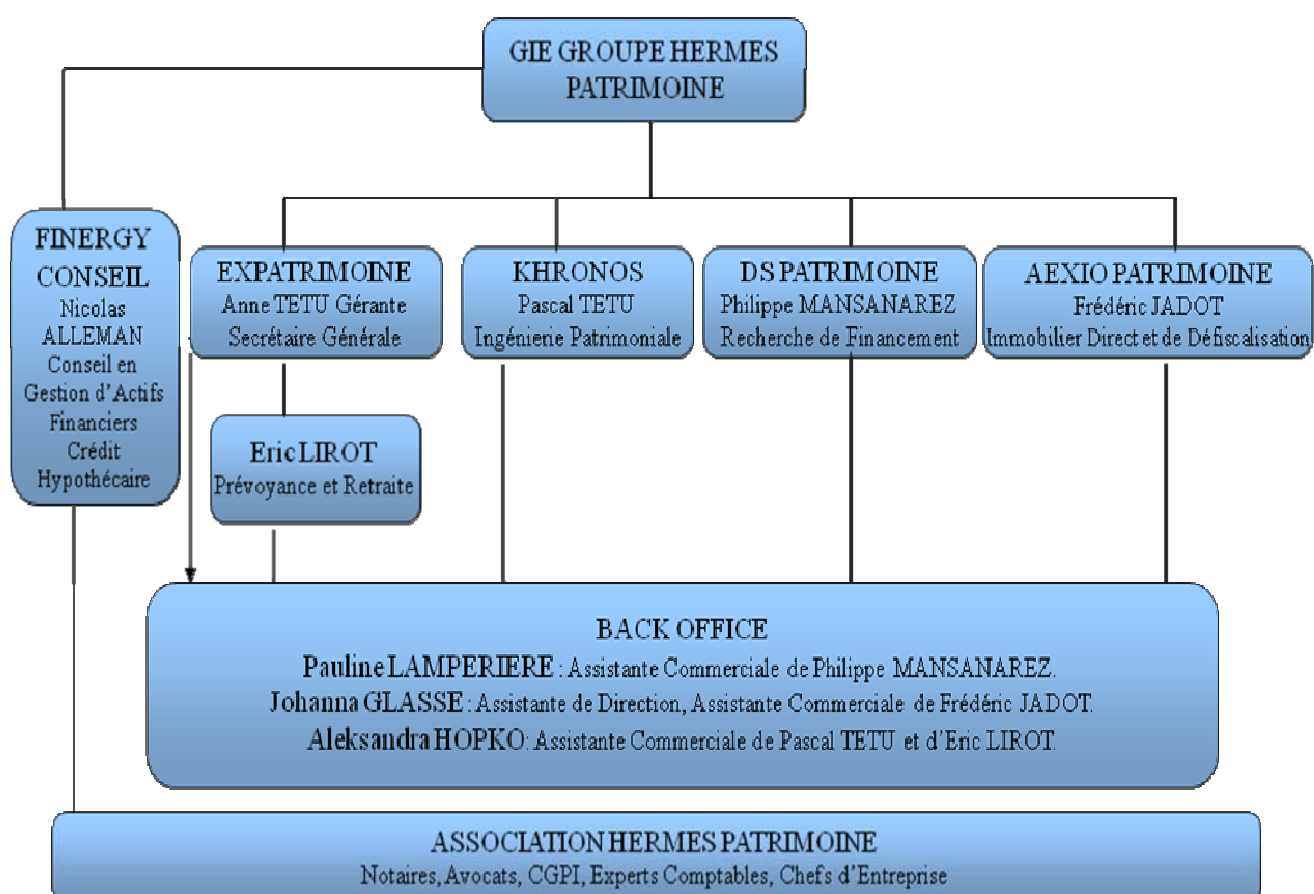 GIE GROUPE HERMES
PATRIMOINE
FINERGY
CONSEIL
Nicolas
ALLEMAN
Conseil en
Gestion d'Actifs
Financiers
Crédit
Hypothécaire
EXPATRIMOINE
Anne TETU Gérante
Secrétaire Générale
KHRONOS
Pascal TETU
Ingénierie Patrimoniale
DS PATRIMOINE
Philippe MANSANAREZ
Recherche de Financement
AEXIO PATRIMOINE
Frédéric JADOT
Immobilier Direct et de Défiscalisation
Eric LIROT
Prévoyance et Retraite
BACK OFFICE
Pauline LAMPERIERE : Assistante Commerciale de Philippe MANSANAREZ.
Johanna GLASSE : Assistante de Direction, Assistante Commerciale de Frédéric JADOT.
Aleksandra HOPKO: Assistante Commerciale de Pascal TETU et d'Eric LIROT.
ASSOCIATION HERMES PATRIMOINE
Notaires, Avocats, CGPI, Experts Comptables, Chefs d'Entreprise